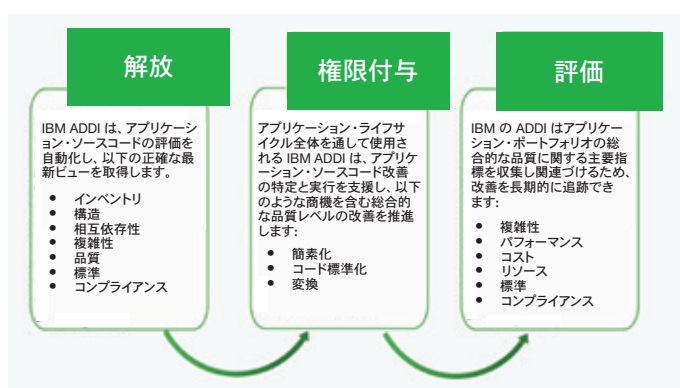 解放
IBM ADDI は、アプリケーシ
ョン・ソースコードの評価を
自動化し、以下の正確な最
新ビューを取得します。
• インベントリ
• 構造
• 相互依存性
• 複雑性
• 品質
• 標準
• コンプライアンス
権限付与
アプリケーション・ライフサ
イクル全体を通して使用さ
れる IBM ADDI は、アプリケ
ーション・ソースコード改善
の特定と実行を支援し、以下
のような商機を含む総合的
な品質レベルの改善を推進
します:
• 簡素化
• コード標準化
• 変換
評価
IBM の ADDI はアプリケー
ション・ポートフォリオの総
合的な品質に関する主要指
標を収集し関連づけるため、
改善を長期的に追跡でき
ます:
• 複雑性
• パフォーマンス
• コスト
• リソース
• 標準
• コンプライアンス